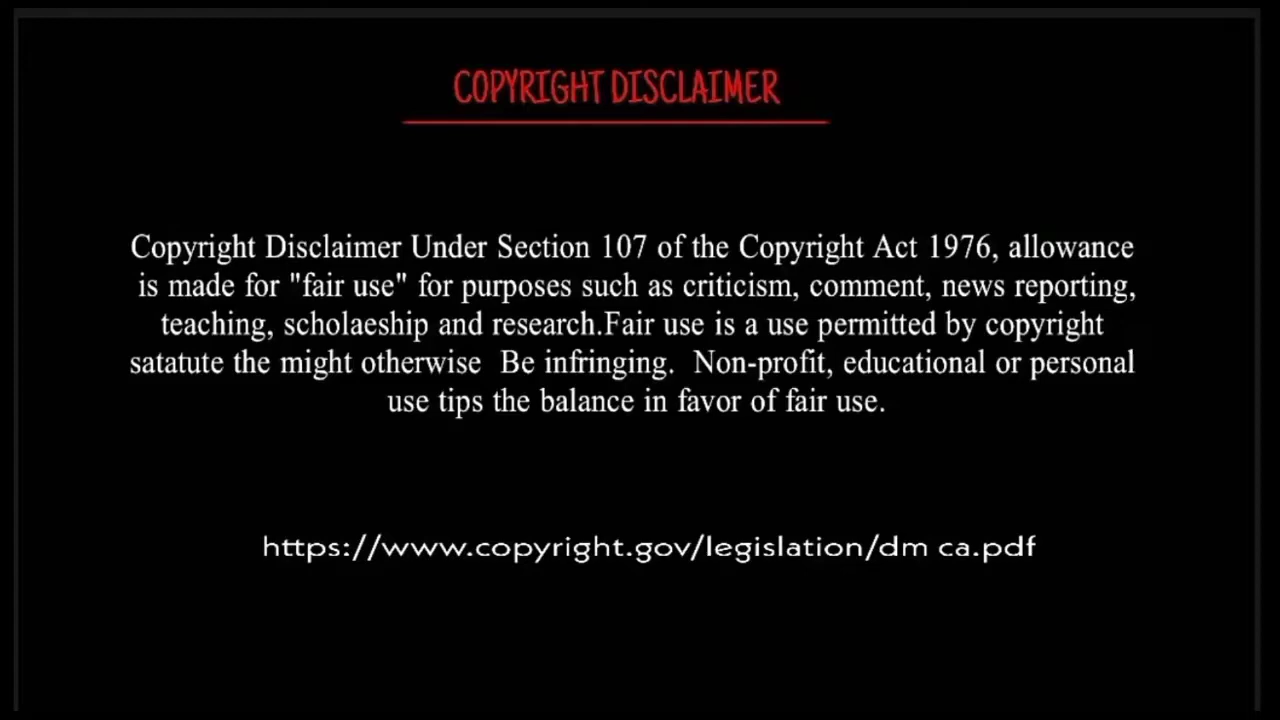 COPYRIGHT DISCLAIMER
Copyright Disclaimer Under Section 107 of the Copyright Act 1976, allowance
is made for "fair use" for purposes such as criticism, comment, news reporting,
teaching, scholaeship and research.Fair use is a use permitted by copyright
satatute the might otherwise  Be infringing.  Non-profit, educational or personal
use tips the balance in favor of fair use.
https://www.copyright.gov/legislation/dm ca.pdf